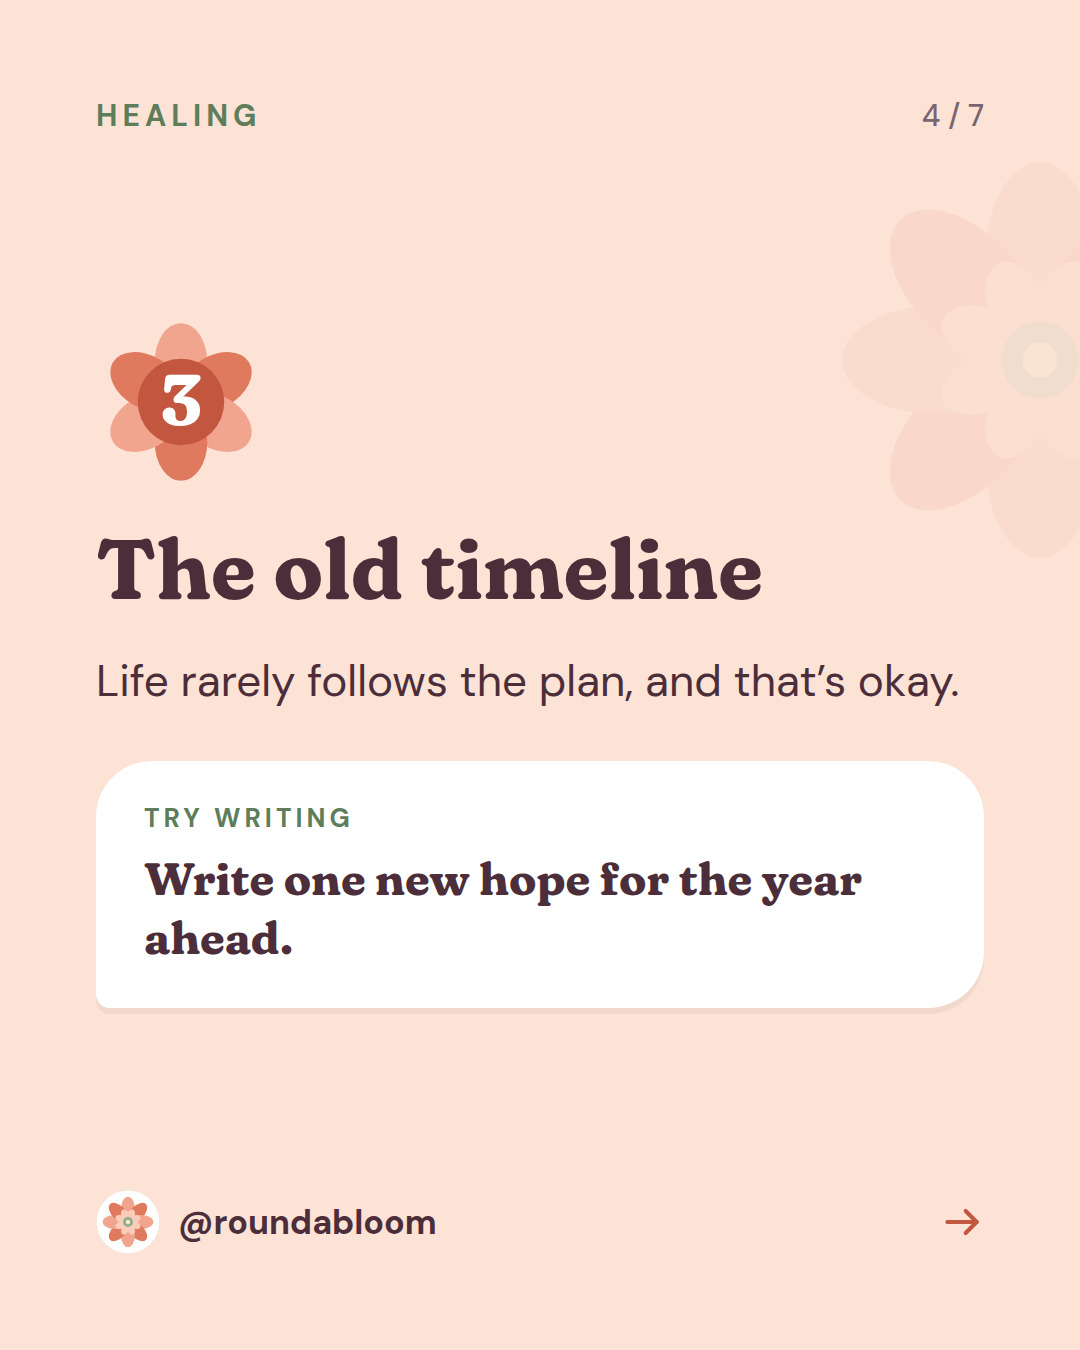 HEALING
4 / 7
3
The old timeline
Life rarely follows the plan, and that’s okay.
TRY WRITING
Write one new hope for the year
ahead.
@roundabloom